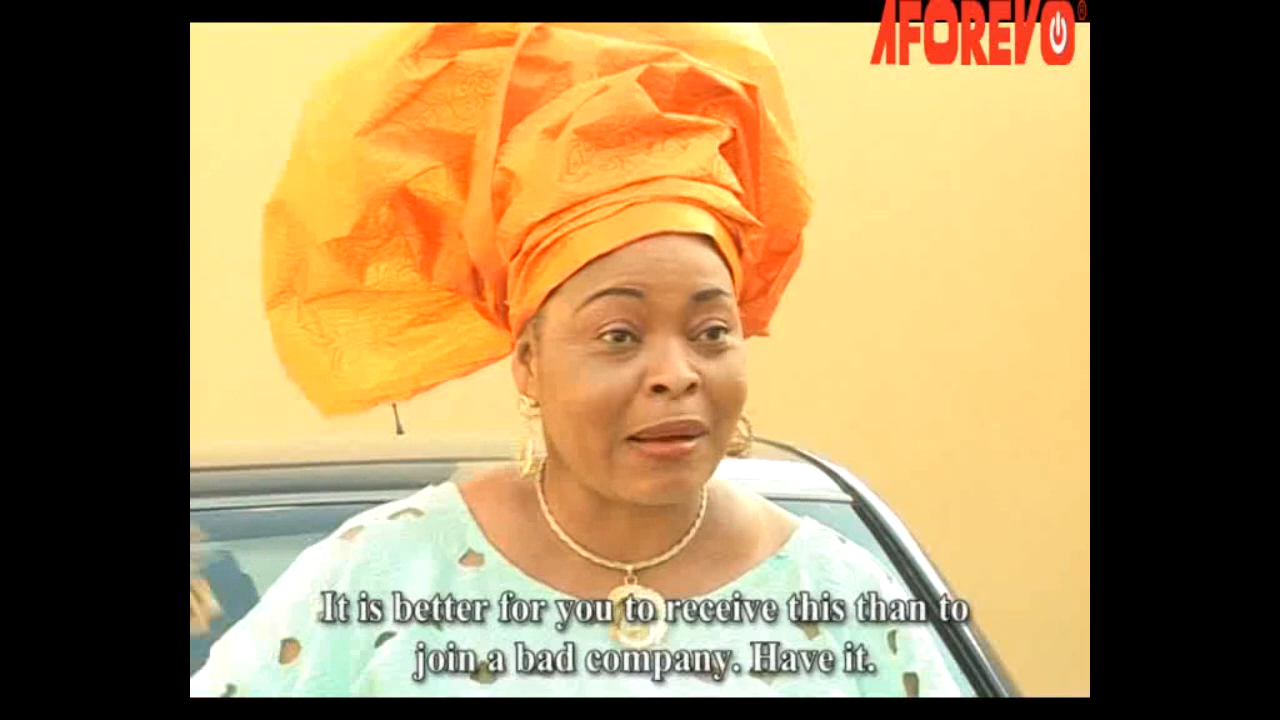 AFOREVO®
It is better for you to receive this than to
join a bad company. Have it.